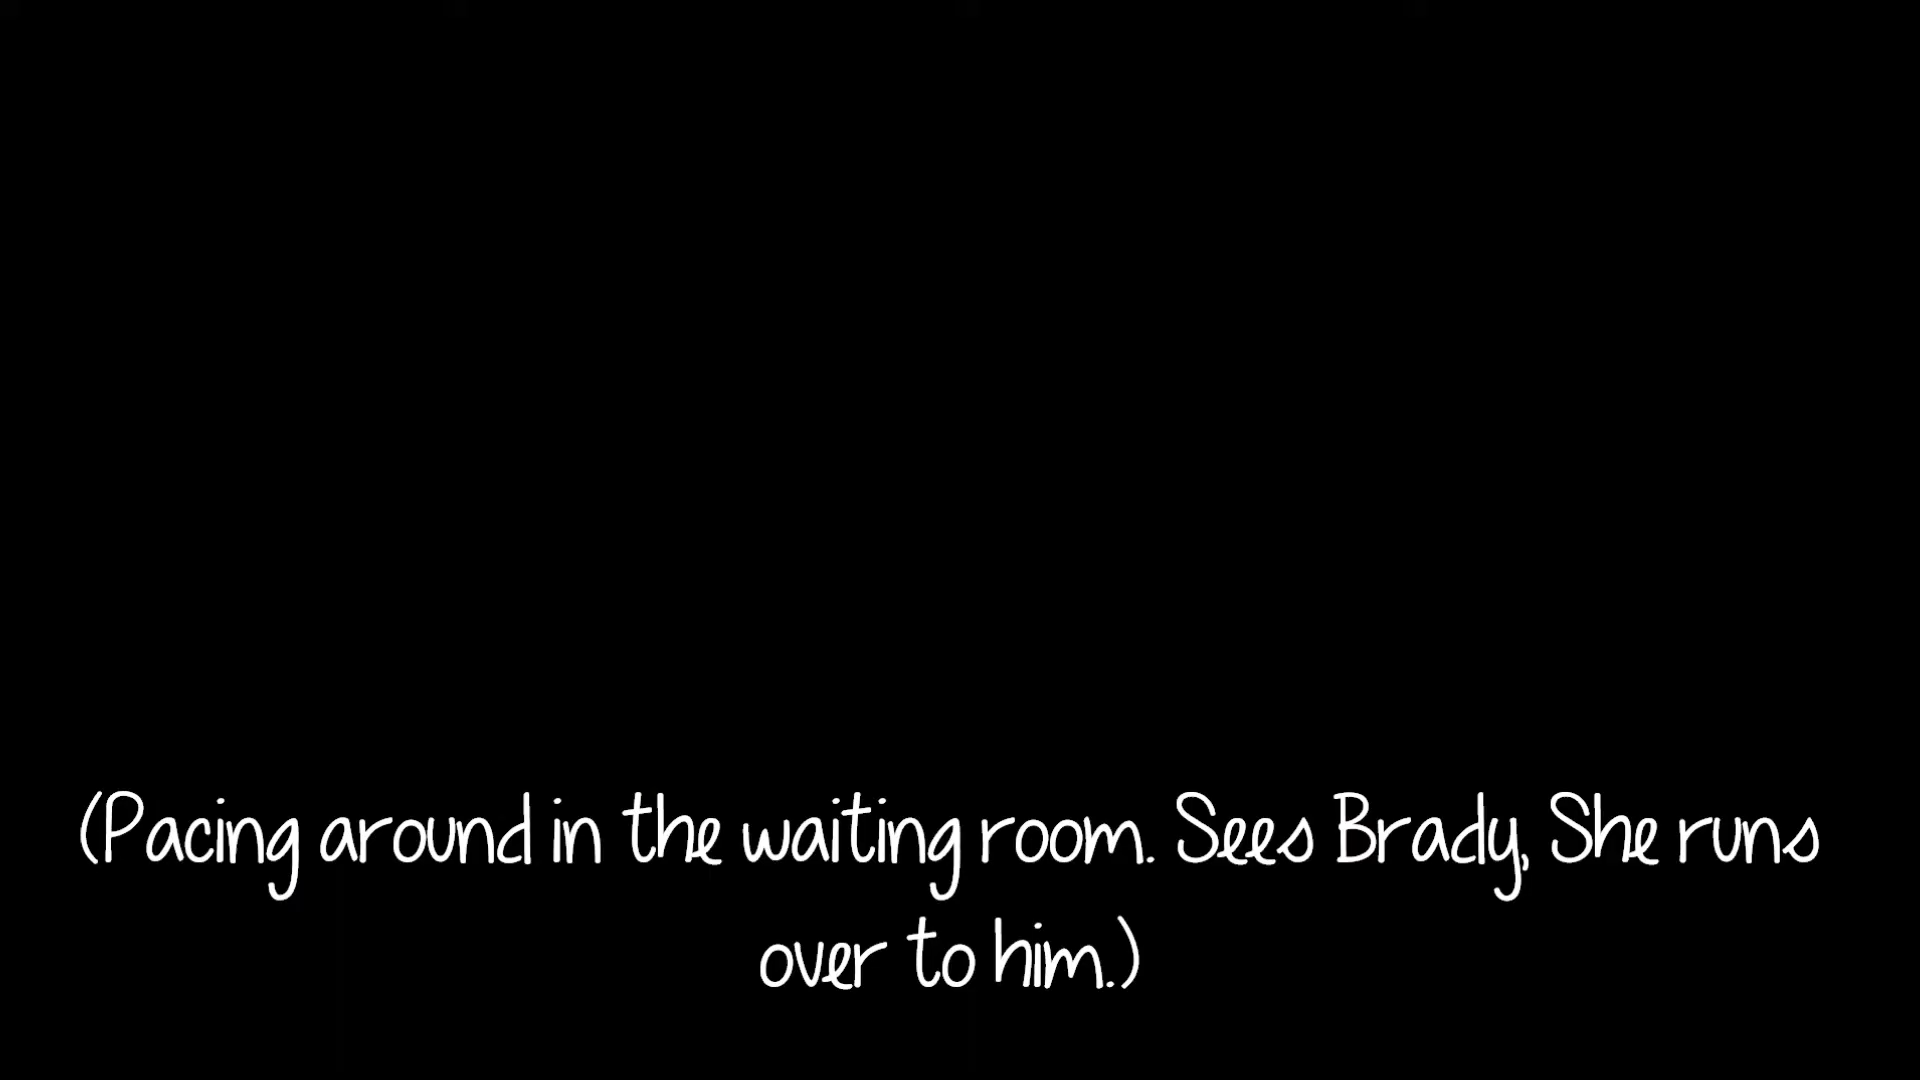 (Pacing around in the waiting room. Sees Brady, She runs
over to him.)